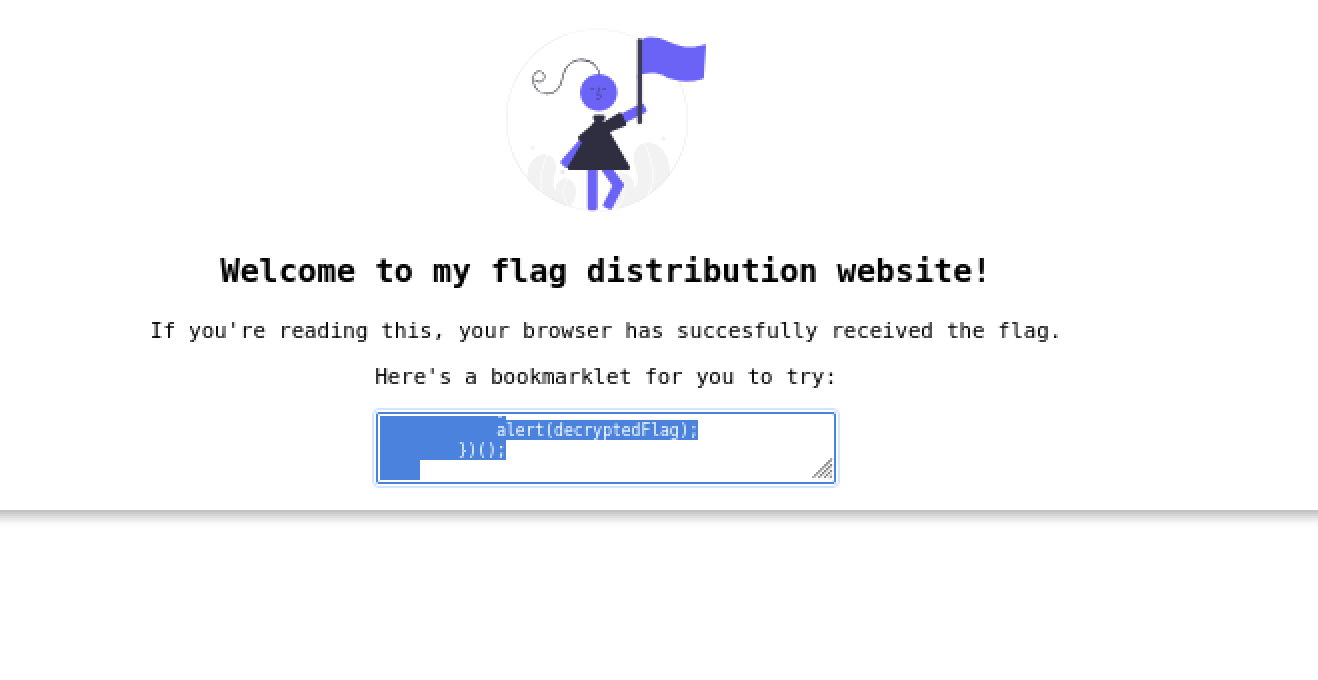 Welcome to my flag distribution website!
If you're reading this, your browser has succesfully received the flag.
Here's a bookmarklet for you to try:
alert(decryptedFlag);
})();